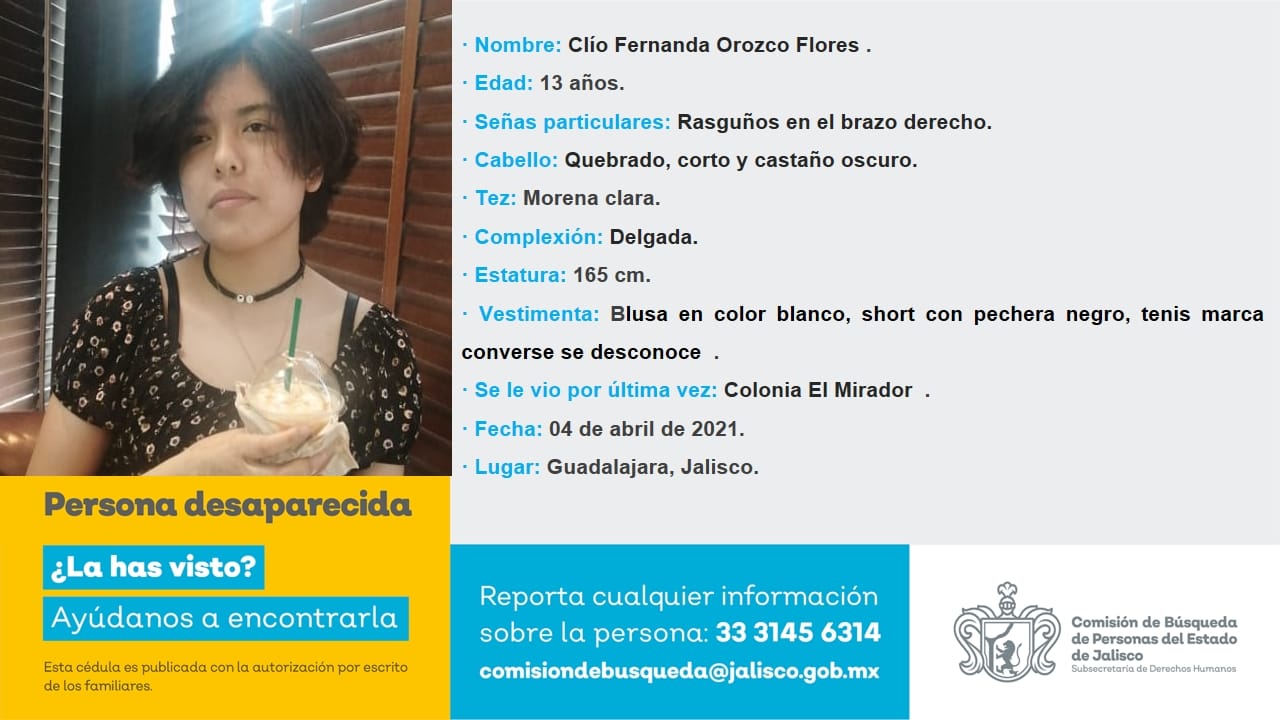 · Nombre: Clío Fernanda Orozco Flores .
· Edad: 13 años.
· Señas particulares: Rasguños en el brazo derecho.
· Cabello: Quebrado, corto y castaño oscuro.
· Tez: Morena clara.
· Complexión: Delgada.
· Estatura: 165 cm.
· Vestimenta: Blusa en color blanco, short con pechera negro, tenis marca
converse se desconoce .
· Se le vio por última vez: Colonia El Mirador .
· Fecha: 04 de abril de 2021.
· Lugar: Guadalajara, Jalisco.
Persona desaparecida
¿La has visto?
Ayúdanos a encontrarla
Esta cédula es publicada con la autorización por escrito
de los familiares.
Reporta cualquier información
sobre la persona: 33 3145 6314
comisiondebusqueda@jalisco.gob.mx
Comisión de Búsqueda
de Personas del Estado
de Jalisco
Subsecretaría de Derechos Humanos